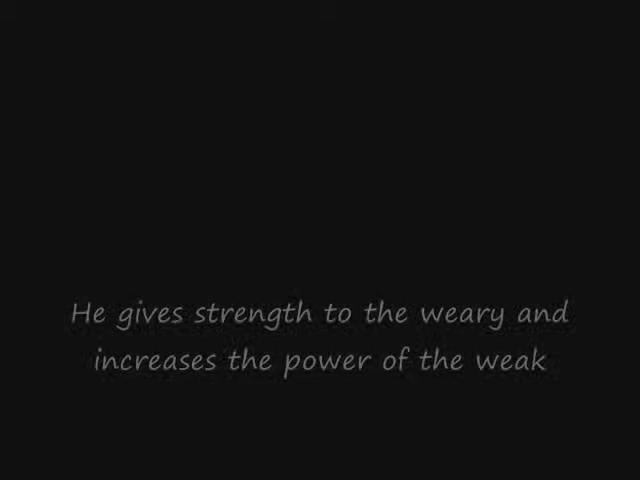 He gives strength to the weary and
increases the power of the weak